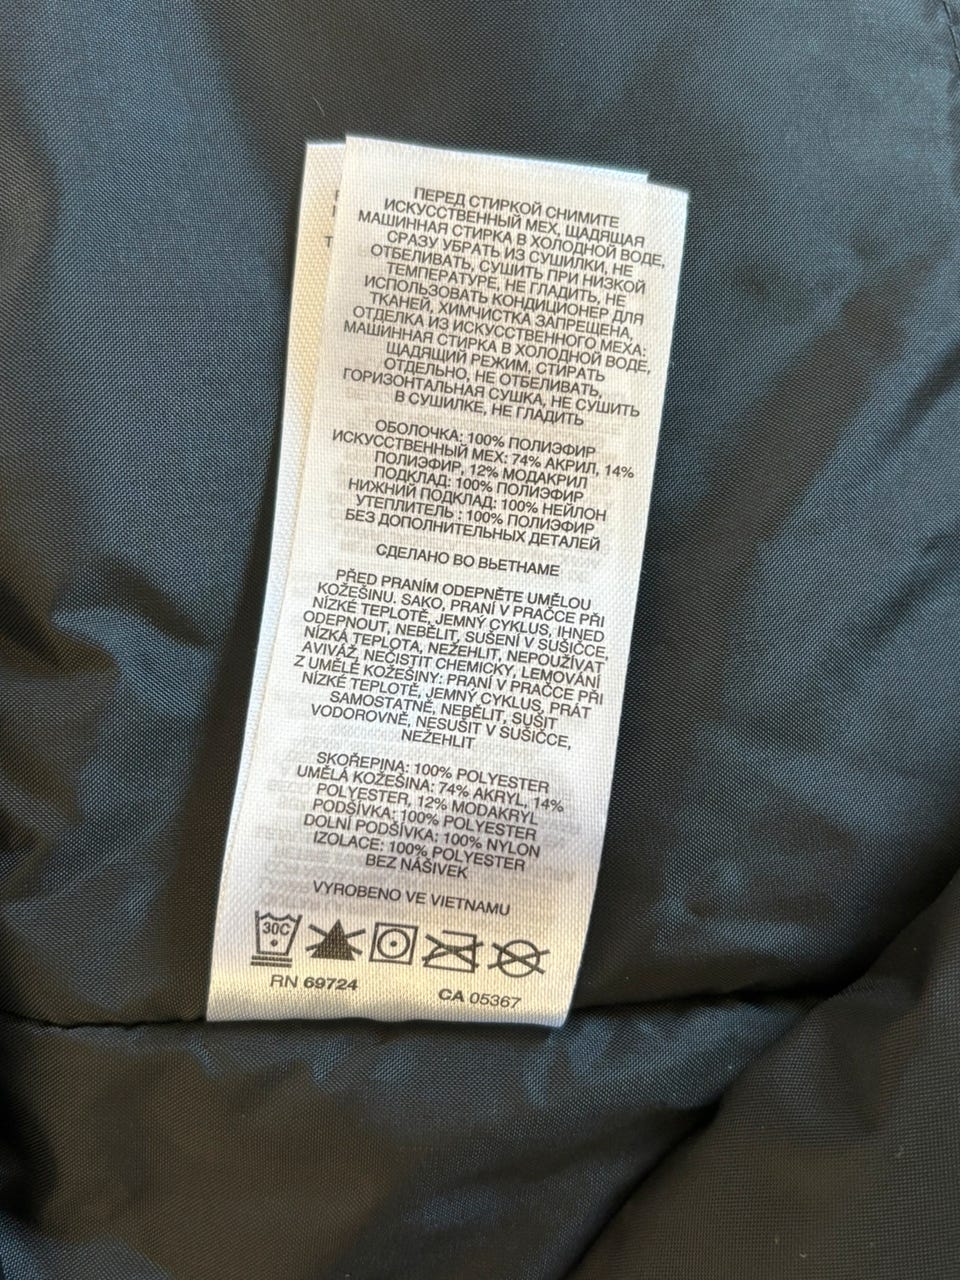 ПЕРЕД СТИРКОЙ СНИМИТЕ
ИСКУССТВЕННЫЙ МЕХ, ЩАДЯЩАЯ
МАШИННАЯ СТИРКА В ХОЛОДНОЙ ВОДЕ,
СРАЗУ УБРАТЬ ИЗ СУШИЛКИ, НЕ
ОТБЕЛИВАТЬ, СУШИТЬ ПРИ НИЗКОЙ
ТЕМПЕРАТУРЕ, НЕ ГЛАДИТЬ, НЕ
ИСПОЛЬЗОВАТЬ КОНДИЦИОНЕР ДЛЯ
ТКАНЕЙ, ХИМЧИСТКА ЗАПРЕЩЕНА,
ОТДЕЛКА ИЗ ИСКУССТВЕННОГО МЕХА:
МАШИННАЯ СТИРКА В ХОЛОДНОЙ ВОДЕ,
ЩАДЯЩИЙ РЕЖИМ, СТИРАТЬ
ОТДЕЛЬНО, НЕ ОТБЕЛИВАТЬ,
ГОРИЗОНТАЛЬНАЯ СУШКА, НЕ СУШИТЬ
В СУШИЛКЕ, НЕ ГЛАДИТЬ
ОБОЛОЧКА: 100% ПОЛИЭФИР
ИСКУССТВЕННЫЙ МЕХ: 74% АКРИЛ, 14%
ПОЛИЭФИР, 12% МОДАКРИЛ
ПОДКЛАД: 100% ПОЛИЭФИР
НИЖНИЙ ПОДКЛАД: 100% НЕЙЛОН
УТЕПЛИТЕЛЬ : 100% ПОЛИЭФИР
БЕЗ ДОПОЛНИТЕЛЬНЫХ ДЕТАЛЕЙ
СДЕЛАНО ВО ВЬЕТНАМЕ
PŘED PRANÍM ODEPNĚTE UMĚLOU
KOŽEŠINU. SAKO, PRANÍ V PRAČCE PŘI
NÍZKÉ TEPLOTĚ, JEMNÝ CYKLUS, IHNED
ODEPNOUT, NEBĚLIT, SUŠENÍ V SUŠIČCE,
NÍZKÁ TEPLOTA, NEŽEHLIT, NEPOUŽÍVAT
AVIVÁŽ, NEČISTIT CHEMICKY, LEMOVÁNÍ
Z UMĚLÉ KOŽEŠINY: PRANÍ V PRAČCE PŘI
NÍZKÉ TEPLOTĚ, JEMNÝ CYKLUS, PRÁT
SAMOSTATNĚ, NEBĚLIT, SUŠIT
VODOROVNĚ, NESUŠIT V SUŠIČCE,
NEŽEHLIT
SKOŘEPINA: 100% POLYESTER
UMĚLÁ KOŽEŠINA: 74% AKRYL, 14%
POLYESTER, 12% MODAKRYL
PODŠÍVKA: 100% POLYESTER
DOLNÍ PODŠÍVKA: 100% NYLON
IZOLACE: 100% POLYESTER
BEZ NÁŠIVEK
VYROBENO VE VIETNAMU
30C
RN 69724
CA 05367